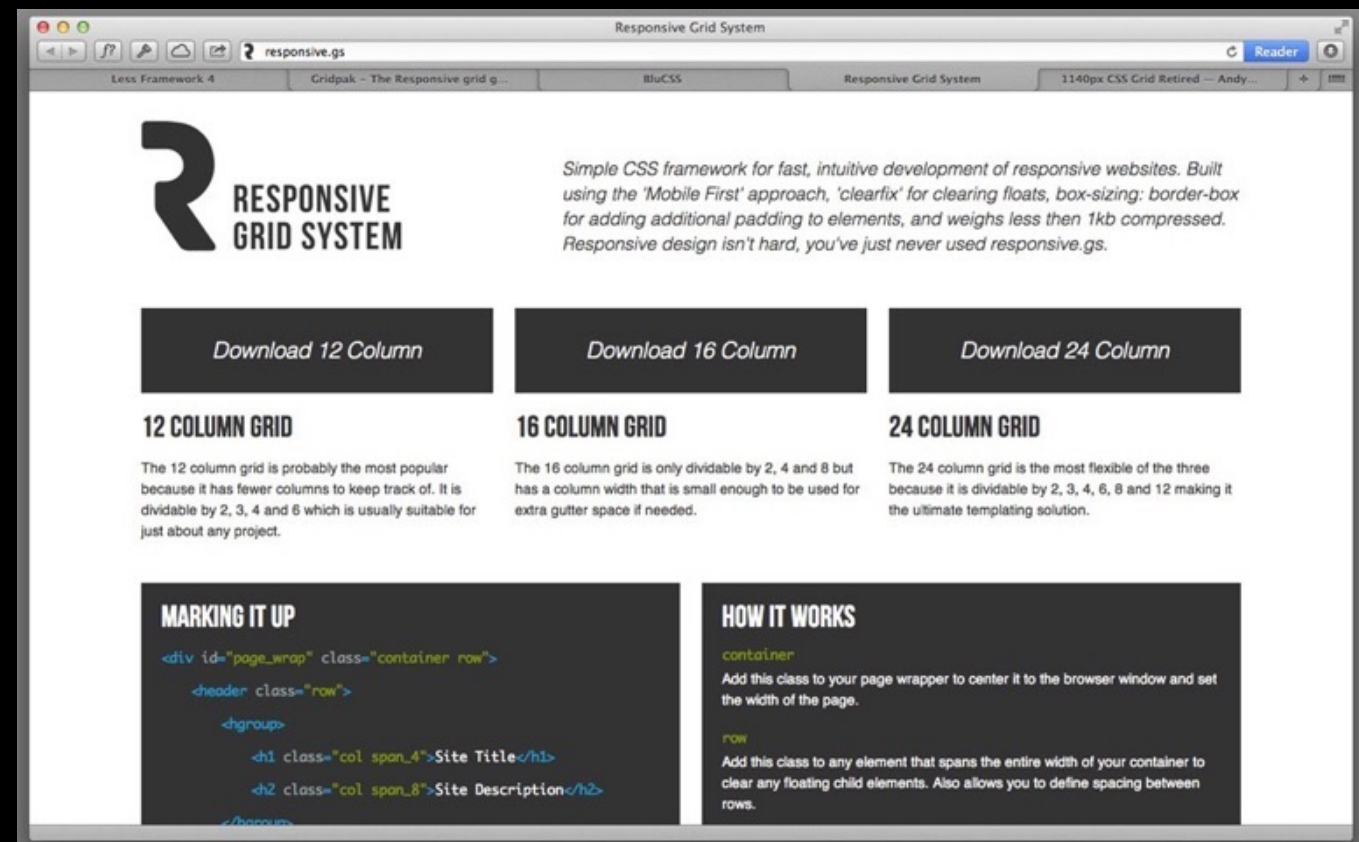 Responsive Grid System
responsive.gs
Reader
Less Framework 4
Gridpak – The Responsive grid g...
BluCSS
Responsive Grid System
1140px CSS Grid Retired — Andy...
RESPONSIVE
GRID SYSTEM
Simple CSS framework for fast, intuitive development of responsive websites. Built
using the 'Mobile First' approach, 'clearfix' for clearing floats, box-sizing: border-box
for adding additional padding to elements, and weighs less then 1kb compressed.
Responsive design isn't hard, you've just never used responsive.gs.
Download 12 Column
12 COLUMN GRID
The 12 column grid is probably the most popular
because it has fewer columns to keep track of. It is
dividable by 2, 3, 4 and 6 which is usually suitable for
just about any project.
Download 16 Column
16 COLUMN GRID
The 16 column grid is only dividable by 2, 4 and 8 but
has a column width that is small enough to be used for
extra gutter space if needed.
Download 24 Column
24 COLUMN GRID
The 24 column grid is the most flexible of the three
because it is dividable by 2, 3, 4, 6, 8 and 12 making it
the ultimate templating solution.
MARKING IT UP
<div id="page_wrap" class="container row">
<header class="row">
<hgroup>
<h1 class="col span_4">Site Title</h1>
<h2 class="col span_8">Site Description</h2>
</hgroup>
HOW IT WORKS
container
Add this class to your page wrapper to center it to the browser window and set
the width of the page.
row
Add this class to any element that spans the entire width of your container to
clear any floating child elements. Also allows you to define spacing between
rows.